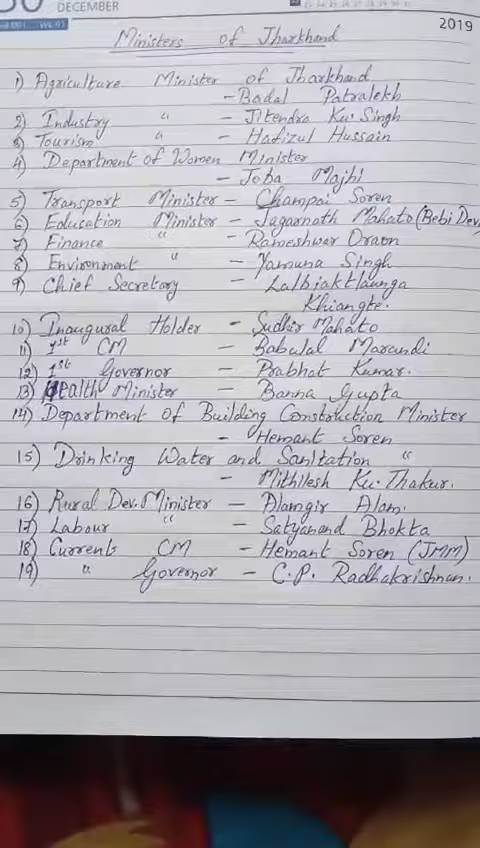 DECEMBER
2019
Ministers of Jharkhand
1) Agriculture Minister of Jharkhand
- Badal Patralekh
2) Industry " - Jitendra Ku. Singh
3) Tourism " - Hafizul Hussain
4) Department of Women Minister
- Joba Majhi
5) Transport Minister - Champai Soren
6) Education Minister - Jagarnath Mahato (Bebi Dev
7) Finance " - Rameshwar Oraon
8) Environment " - Yamuna Singh
9) Chief Secretary - Lalbiaktlaunga
Khiangte.
10) Inaugural Holder - Sudhir Mahato
11) 1st CM - Babulal Marandi
12) 1st Governor - Prabhat Kumar.
13) Health Minister - Banna Gupta
14) Department of Building Construction Minister
- Hemant Soren
15) Drinking Water and Sanitation "
- Mithilesh Ku. Thakur.
16) Rural Dev. Minister - Alamgir Alam.
17) Labour " - Satyanand Bhokta
18) Current CM - Hemant Soren (JMM)
19) " Governor - C.P. Radhakrishnan.